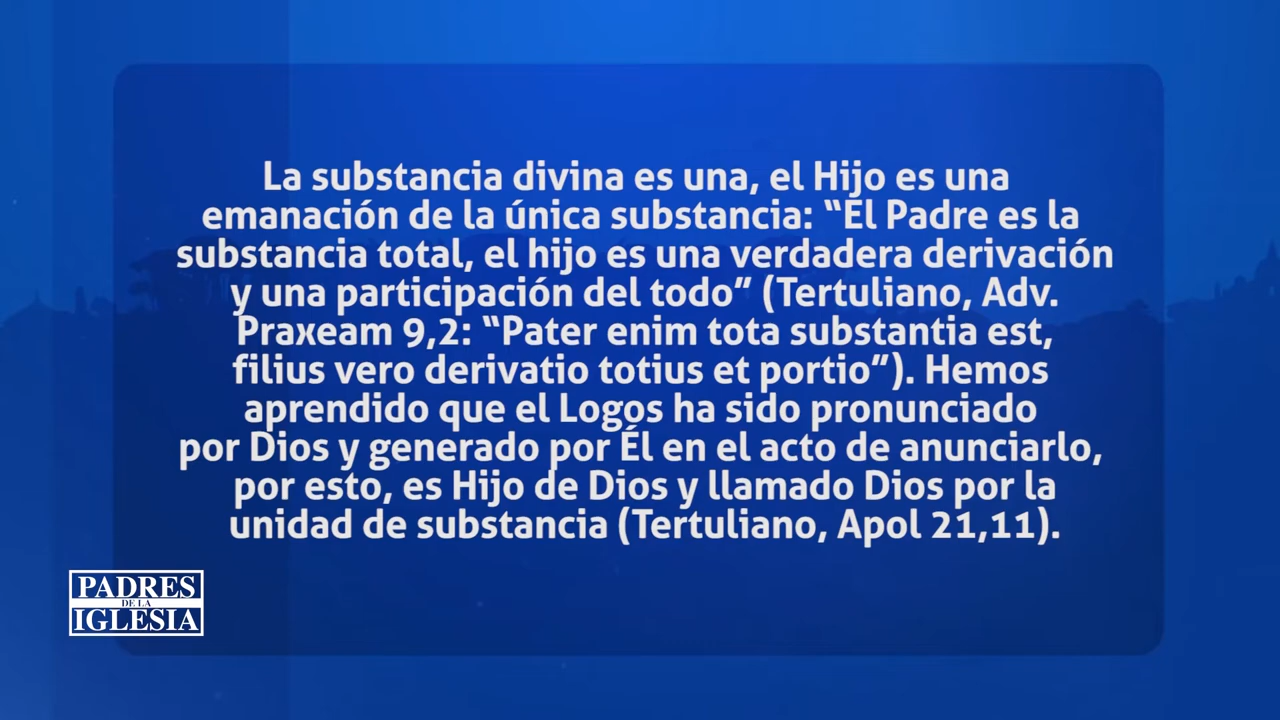 La substancia divina es una, el Hijo es una
emanación de la única substancia: “El Padre es la
substancia total, el hijo es una verdadera derivación
y una participación del todo” (Tertuliano, Adv.
Praxeam 9,2: “Pater enim tota substantia est,
filius vero derivatio totius et portio”). Hemos
aprendido que el Logos ha sido pronunciado
por Dios y generado por Él en el acto de anunciarlo,
por esto, es Hijo de Dios y llamado Dios por la
unidad de substancia (Tertuliano, Apol 21,11).
PADRES
DE LA
IGLESIA